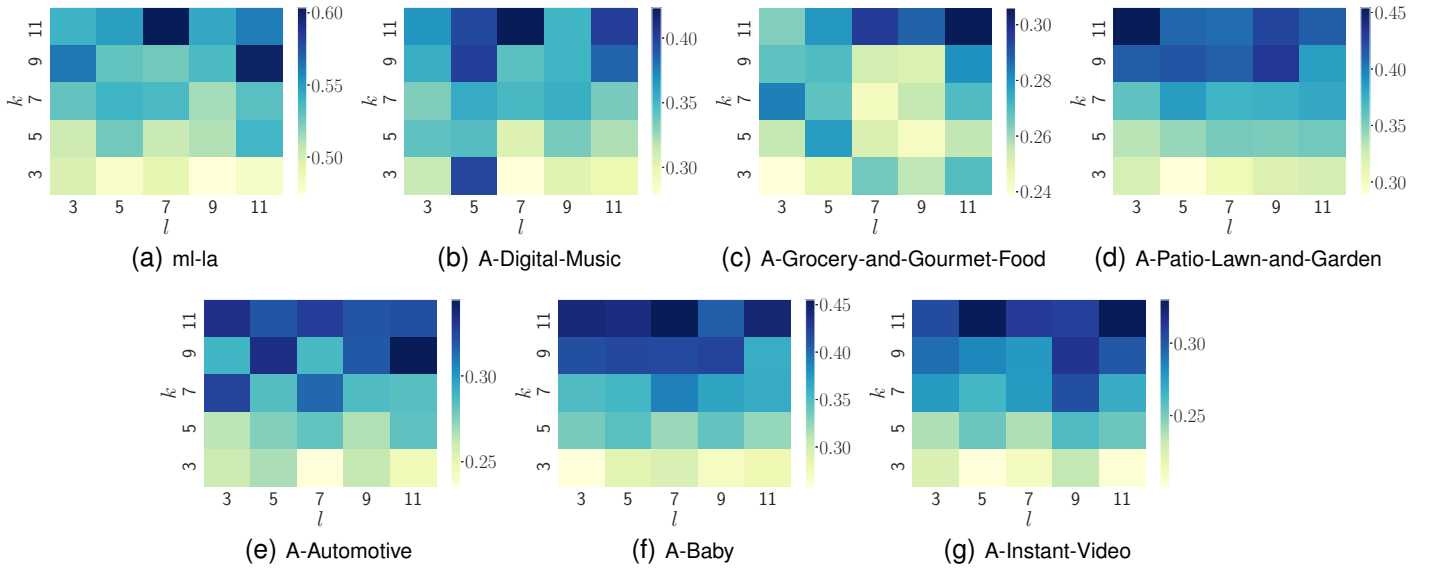 11
9
7
5
3
k
3 5 7 9 11
l
0.60
0.50
(a) ml-la
11
9
7
5
3
k
3 5 7 9 11
l
0.40
0.35
0.30
(b) A-Digital-Music
11
9
7
5
3
k
3 5 7 9 11
l
0.30
0.28
0.26
0.24
(c) A-Grocery-and-Gourmet-Food
11
9
7
5
3
k
3 5 7 9 11
l
0.45
0.40
0.35
0.30
(d) A-Patio-Lawn-and-Garden
11
9
7
5
3
k
3 5 7 9 11
l
0.30
0.25
(e) A-Automotive
11
9
7
5
3
k
3 5 7 9 11
l
0.45
0.40
0.35
0.30
(f) A-Baby
11
9
7
5
3
k
3 5 7 9 11
l
0.30
0.25
(g) A-Instant-Video